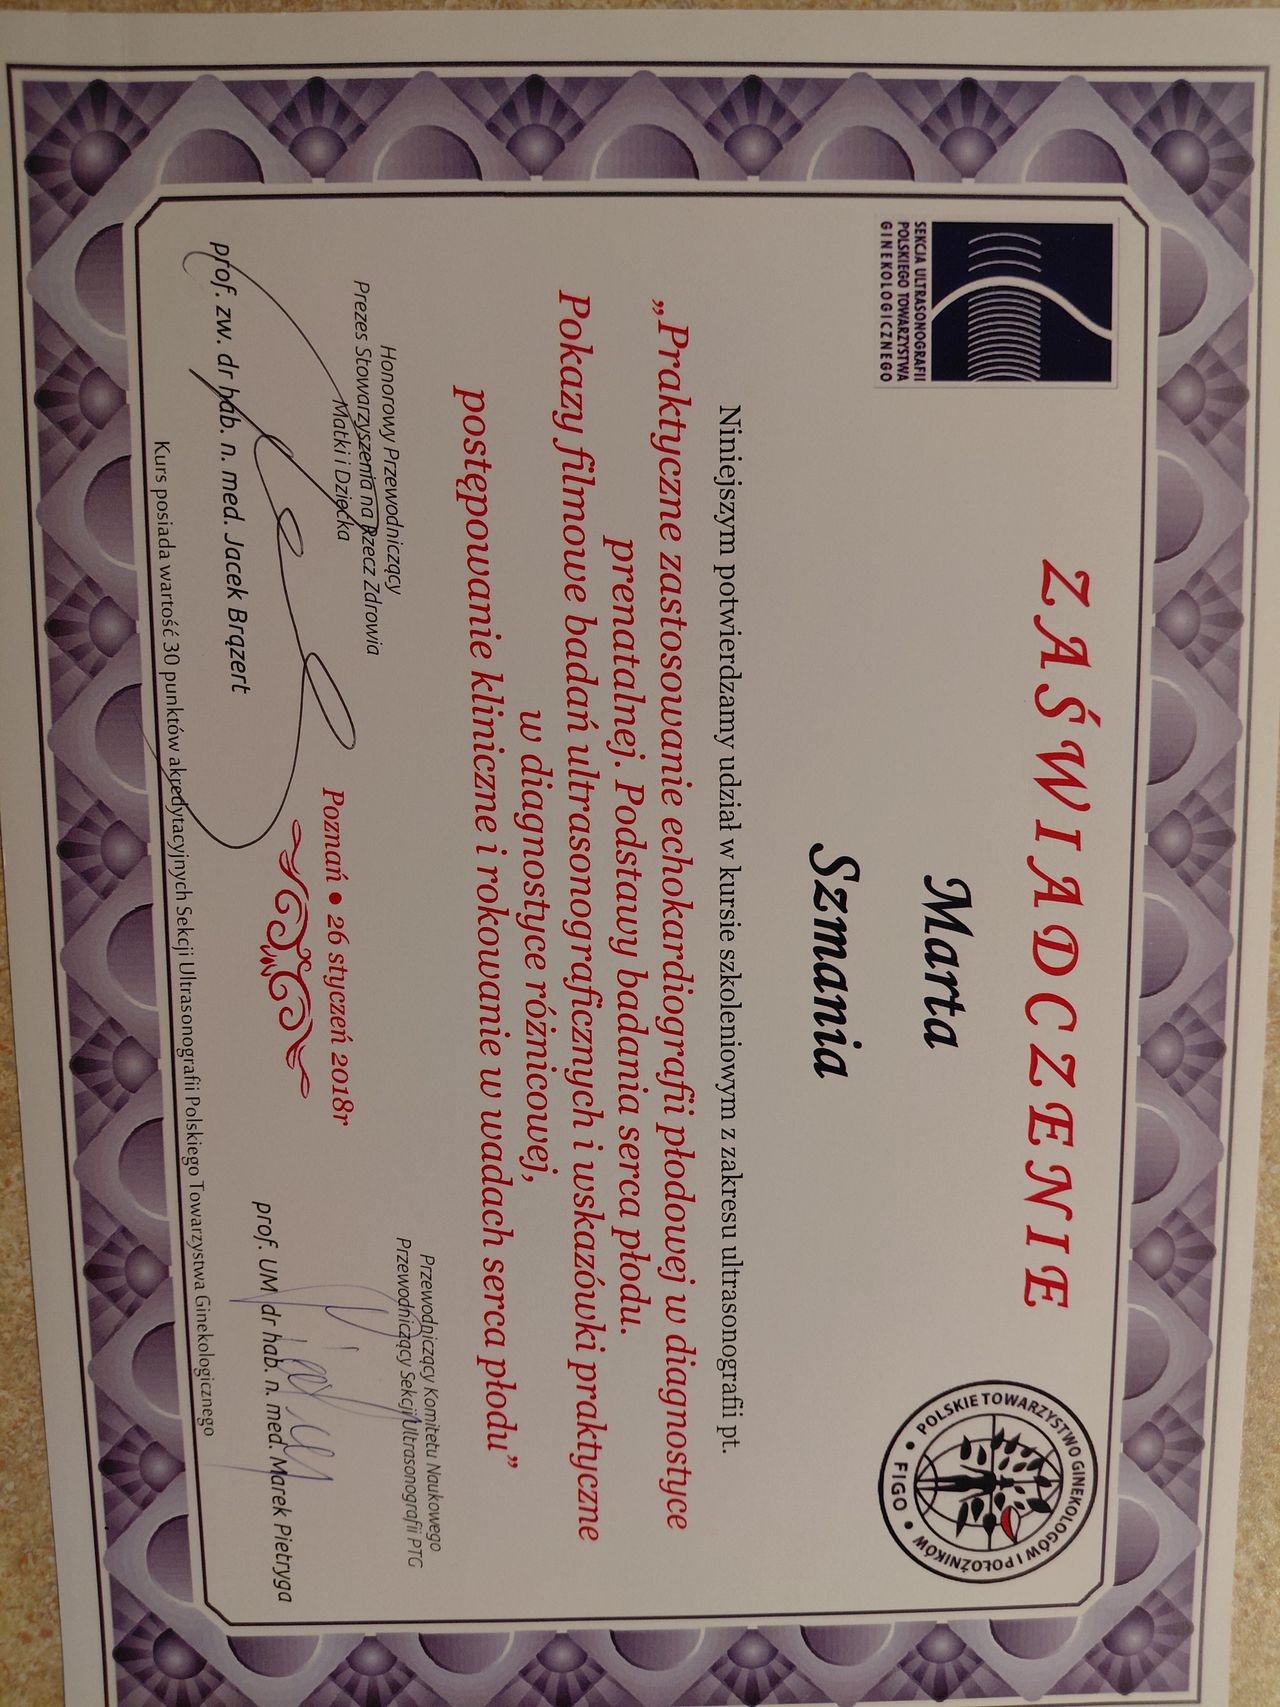 SEKCJA ULTRASONOGRAFII
POLSKIEGO TOWARZYSTWA
GINEKOLOGICZNEGO
POLSKIE TOWARZYSTWO GINEKOLOGÓW I POŁOŻNIKÓW
• FIGO •
ZAŚWIADCZENIE
Marta
Szmania
Niniejszym potwierdzamy udział w kursie szkoleniowym z zakresu ultrasonografii pt.
„Praktyczne zastosowanie echokardiografii płodowej w diagnostyce
prenatalnej. Podstawy badania serca płodu.
Pokazy filmowe badań ultrasonograficznych i wskazówki praktyczne
w diagnostyce różnicowej,
postępowanie kliniczne i rokowanie w wadach serca płodu”
Honorowy Przewodniczący
Prezes Stowarzyszenia na Rzecz Zdrowia
Matki i Dziecka
prof. zw. dr hab. n. med. Jacek Brązert
Poznań • 26 styczeń 2018r
Przewodniczący Komitetu Naukowego
Przewodniczący Sekcji Ultrasonografii PTG
prof. UM dr hab. n. med. Marek Pietryga
Kurs posiada wartość 30 punktów akredytacyjnych Sekcji Ultrasonografii Polskiego Towarzystwa Ginekologicznego